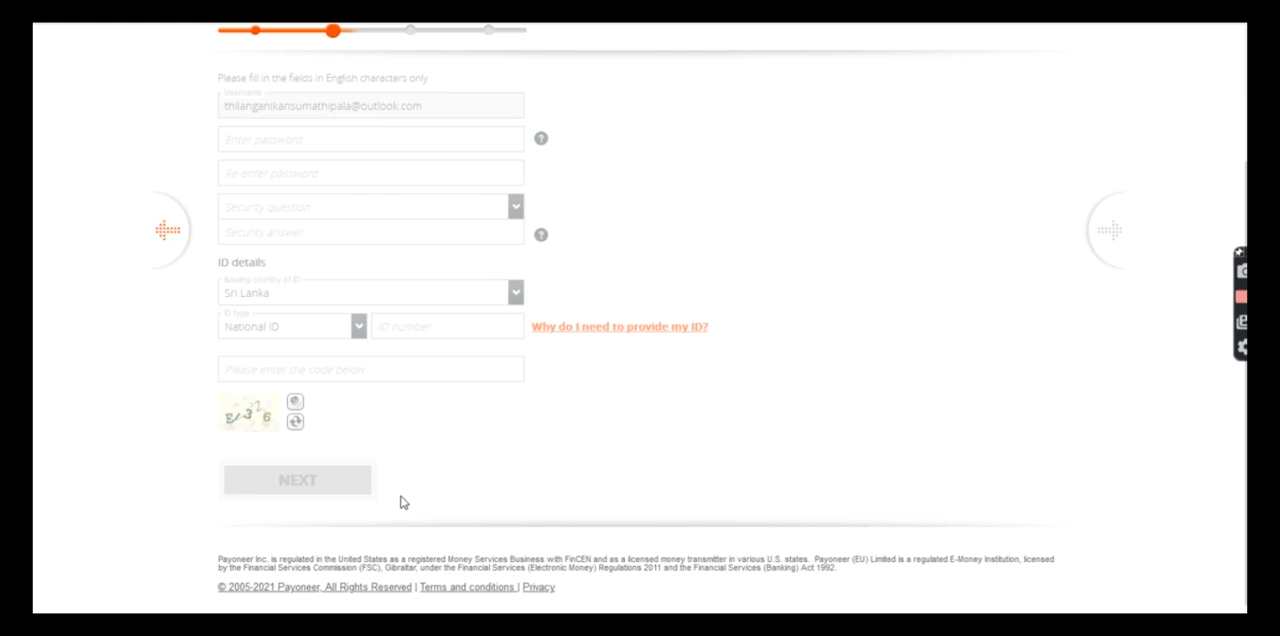 Please fill in the fields in English characters only
Username
thilanganikansumathipala@outlook.com
Enter password
?
Re-enter password
Security question
Security answer
?
ID details
Issuing country of ID
Sri Lanka
ID type
National ID
ID number
Why do I need to provide my ID?
Please enter the code below
NEXT
Payoneer Inc. is regulated in the United States as a registered Money Services Business with FinCEN and as a licensed money transmitter in various U.S. states. Payoneer (EU) Limited is a regulated E-Money Institution, licensed
by the Financial Services Commission (FSC), Gibraltar, under the Financial Services (Electronic Money) Regulations 2011 and the Financial Services (Banking) Act 1992.
© 2005-2021 Payoneer, All Rights Reserved | Terms and conditions | Privacy